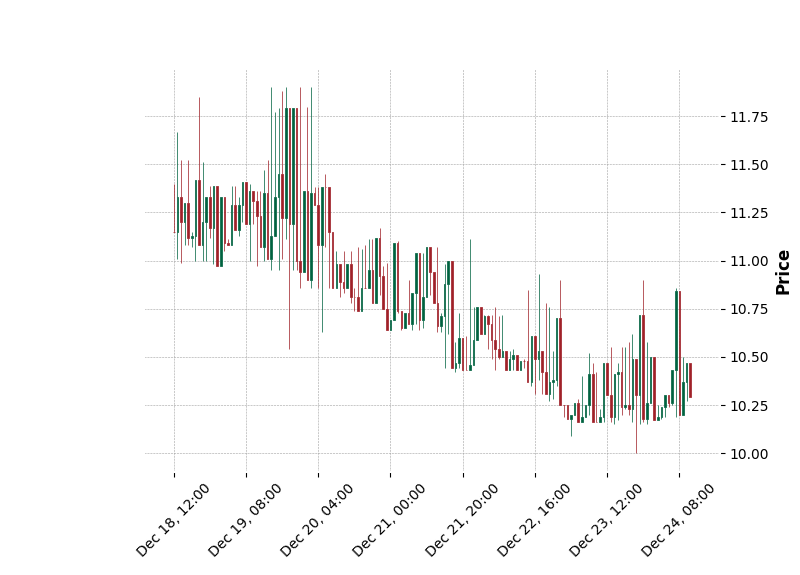 11.75
11.50
11.25
11.00
10.75
10.50
10.25
10.00
Price
Dec 18, 12:00
Dec 19, 08:00
Dec 20, 04:00
Dec 21, 00:00
Dec 21, 20:00
Dec 22, 16:00
Dec 23, 12:00
Dec 24, 08:00